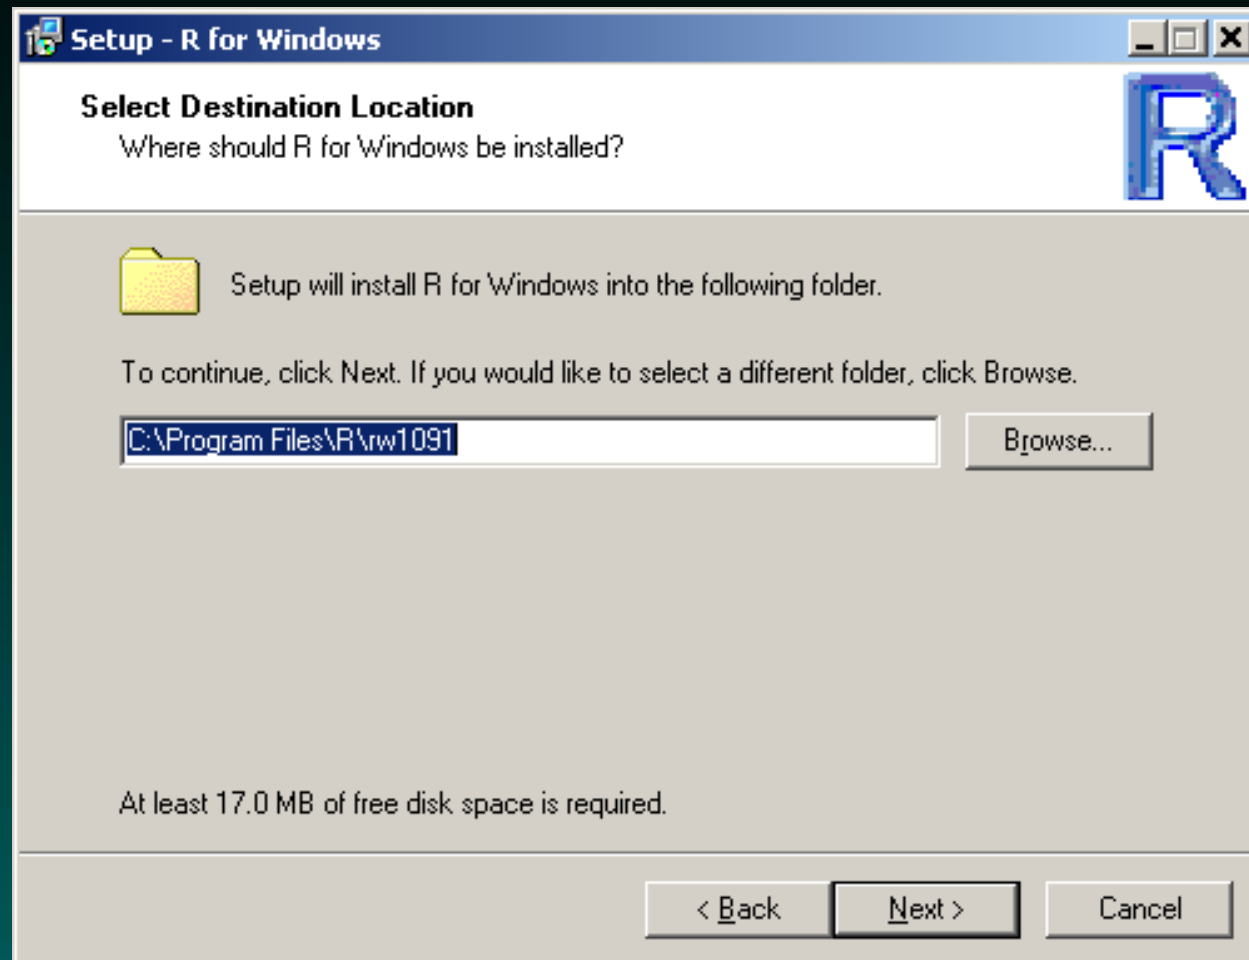 Setup - R for Windows
Select Destination Location
Where should R for Windows be installed?
R
Setup will install R for Windows into the following folder.
To continue, click Next. If you would like to select a different folder, click Browse.
C:\Program Files\R\rw1091
Browse...
At least 17.0 MB of free disk space is required.
< Back
Next >
Cancel